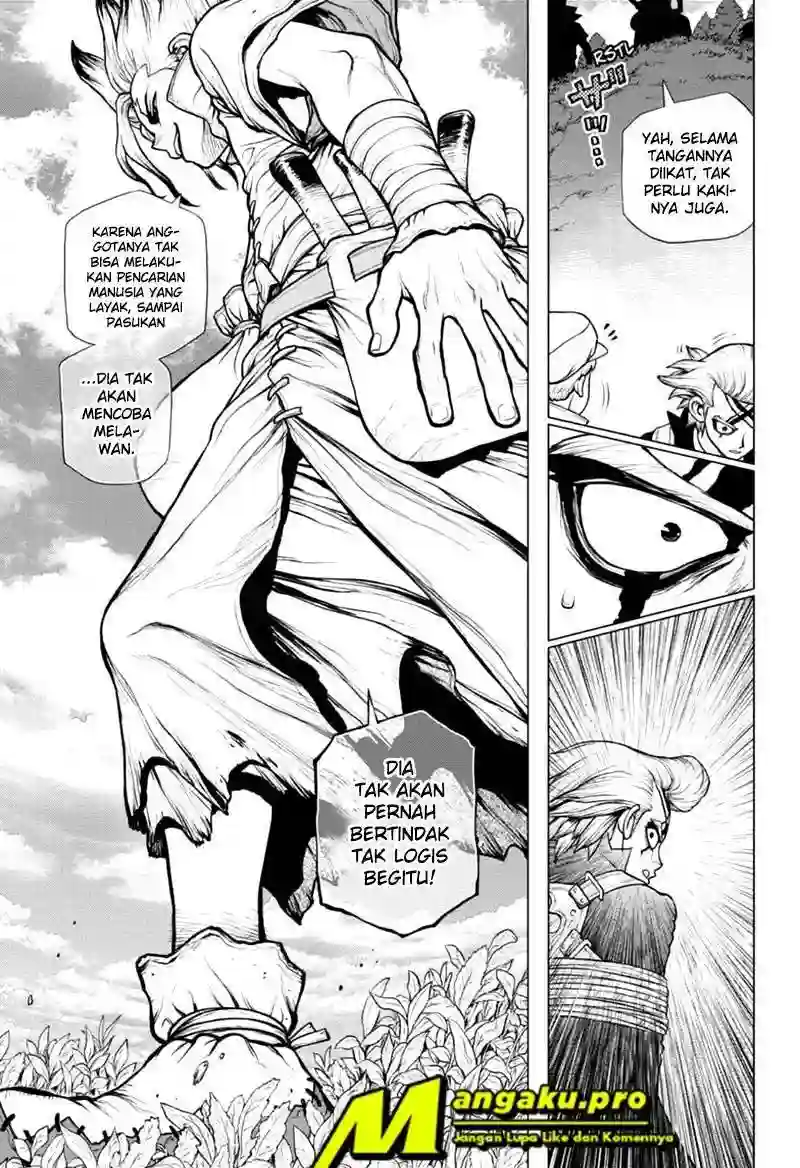 RSTL
ザッ...
YAH, SELAMA
TANGANNYA
DIIKAT, TAK
PERLU KAKI-
NYA JUGA.
KARENA ANG-
GOTANYA TAK
BISA MELAKU-
KAN PENCARIAN
MANUSIA YANG
LAYAK, SAMPAI
PASUKAN
...DIA TAK
AKAN
MENCOBA
MELA-
WAN.
DIA
TAK AKAN
PERNAH
BERTINDAK
TAK LOGIS
BEGITU!
Mangaku.pro
Jangan Lupa Like dan Komennya